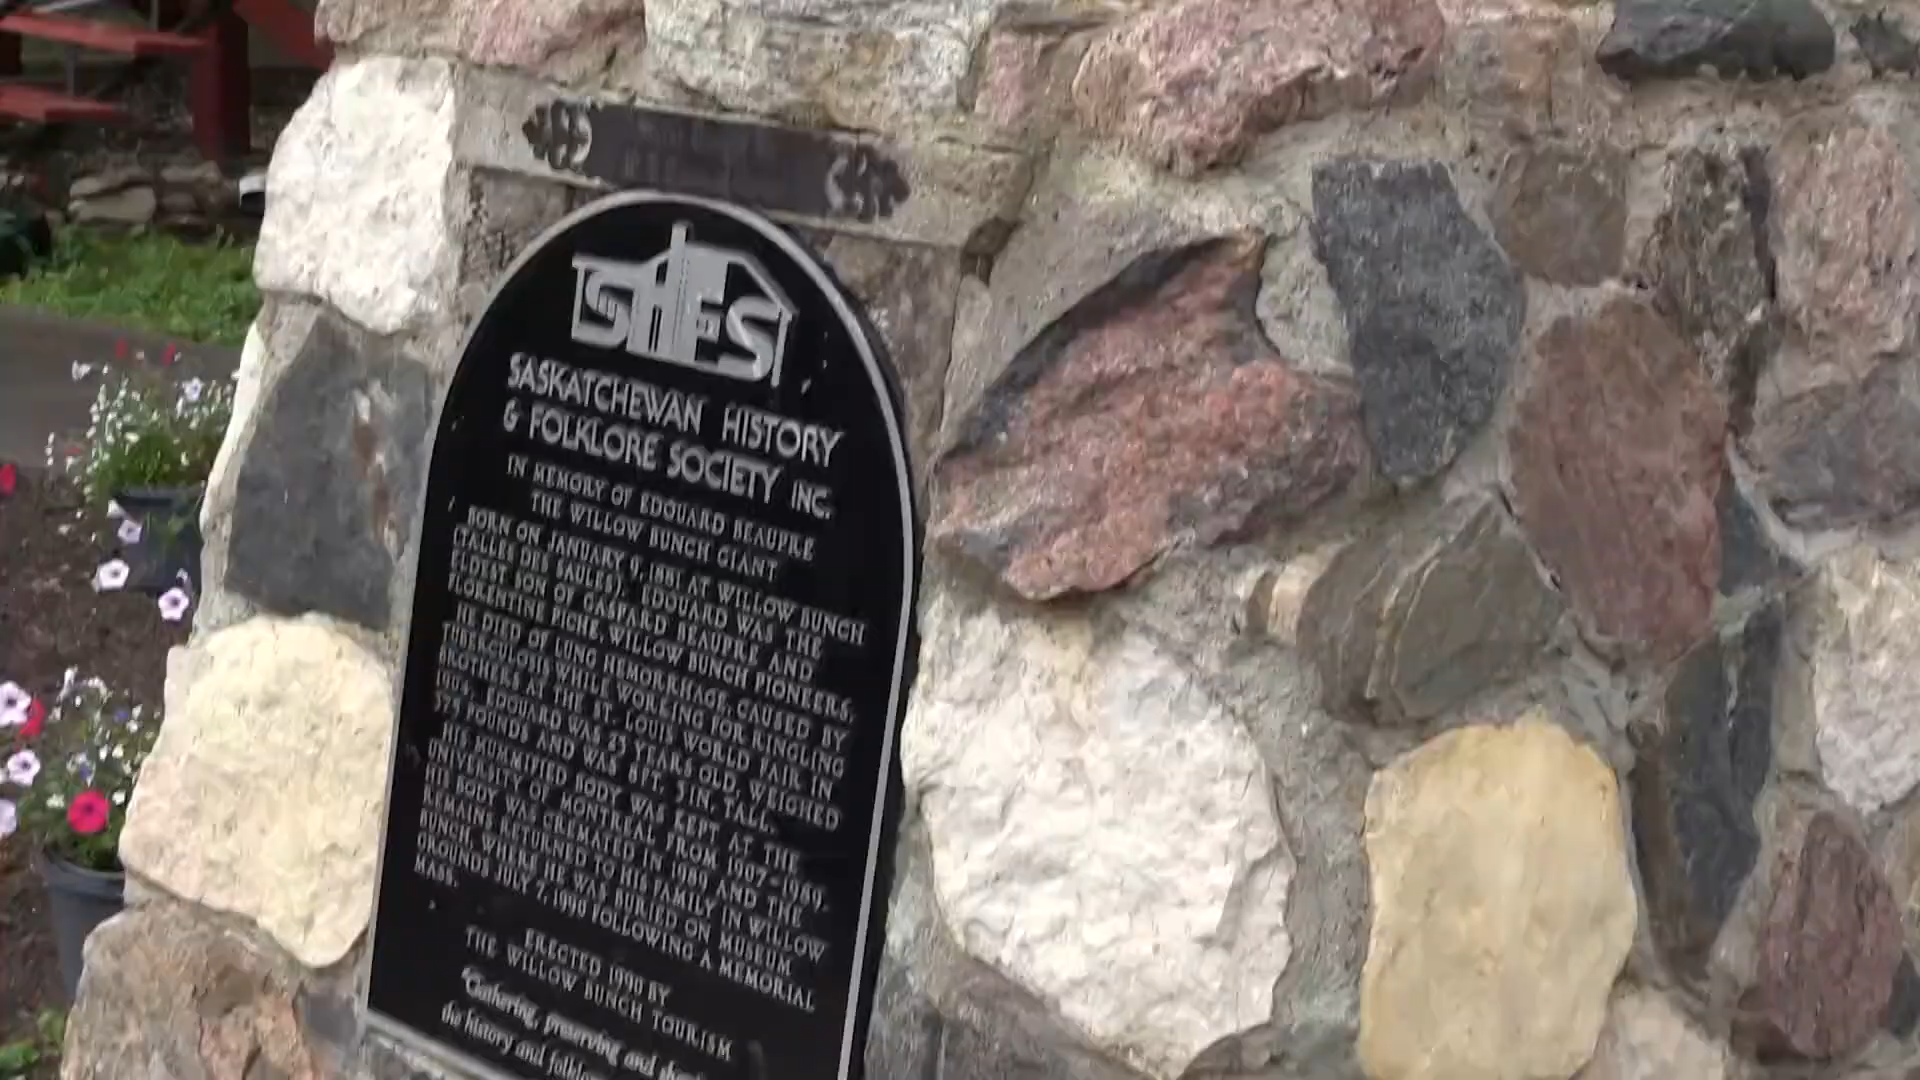 SHFS
SASKATCHEWAN HISTORY
& FOLKLORE SOCIETY INC.
IN MEMORY OF EDOUARD BEAUPRE
THE WILLOW BUNCH GIANT
BORN ON JANUARY 9, 1881 AT WILLOW BUNCH
(TALLES DES SAULES). EDOUARD WAS THE
ELDEST SON OF GASPARD BEAUPRE AND
FLORENTINE PICHE, WILLOW BUNCH PIONEERS.
HE DIED OF LUNG HEMORRHAGE, CAUSED BY
TUBERCULOSIS WHILE WORKING FOR RINGLING
BROTHERS AT THE ST. LOUIS WORLD FAIR IN
1904. EDOUARD WAS 23 YEARS OLD, WEIGHED
375 POUNDS AND WAS 8FT. 3IN. TALL.
HIS MUMMIFIED BODY WAS KEPT AT THE
UNIVERSITY OF MONTREAL FROM 1907-1989.
HIS BODY WAS CREMATED IN 1989 AND THE
REMAINS RETURNED TO HIS FAMILY IN WILLOW
BUNCH, WHERE HE WAS BURIED ON MUSEUM
GROUNDS JULY 7, 1990 FOLLOWING A MEMORIAL
MASS.
ERECTED 1990 BY
THE WILLOW BUNCH TOURISM
"Gathering, preserving and
the history and